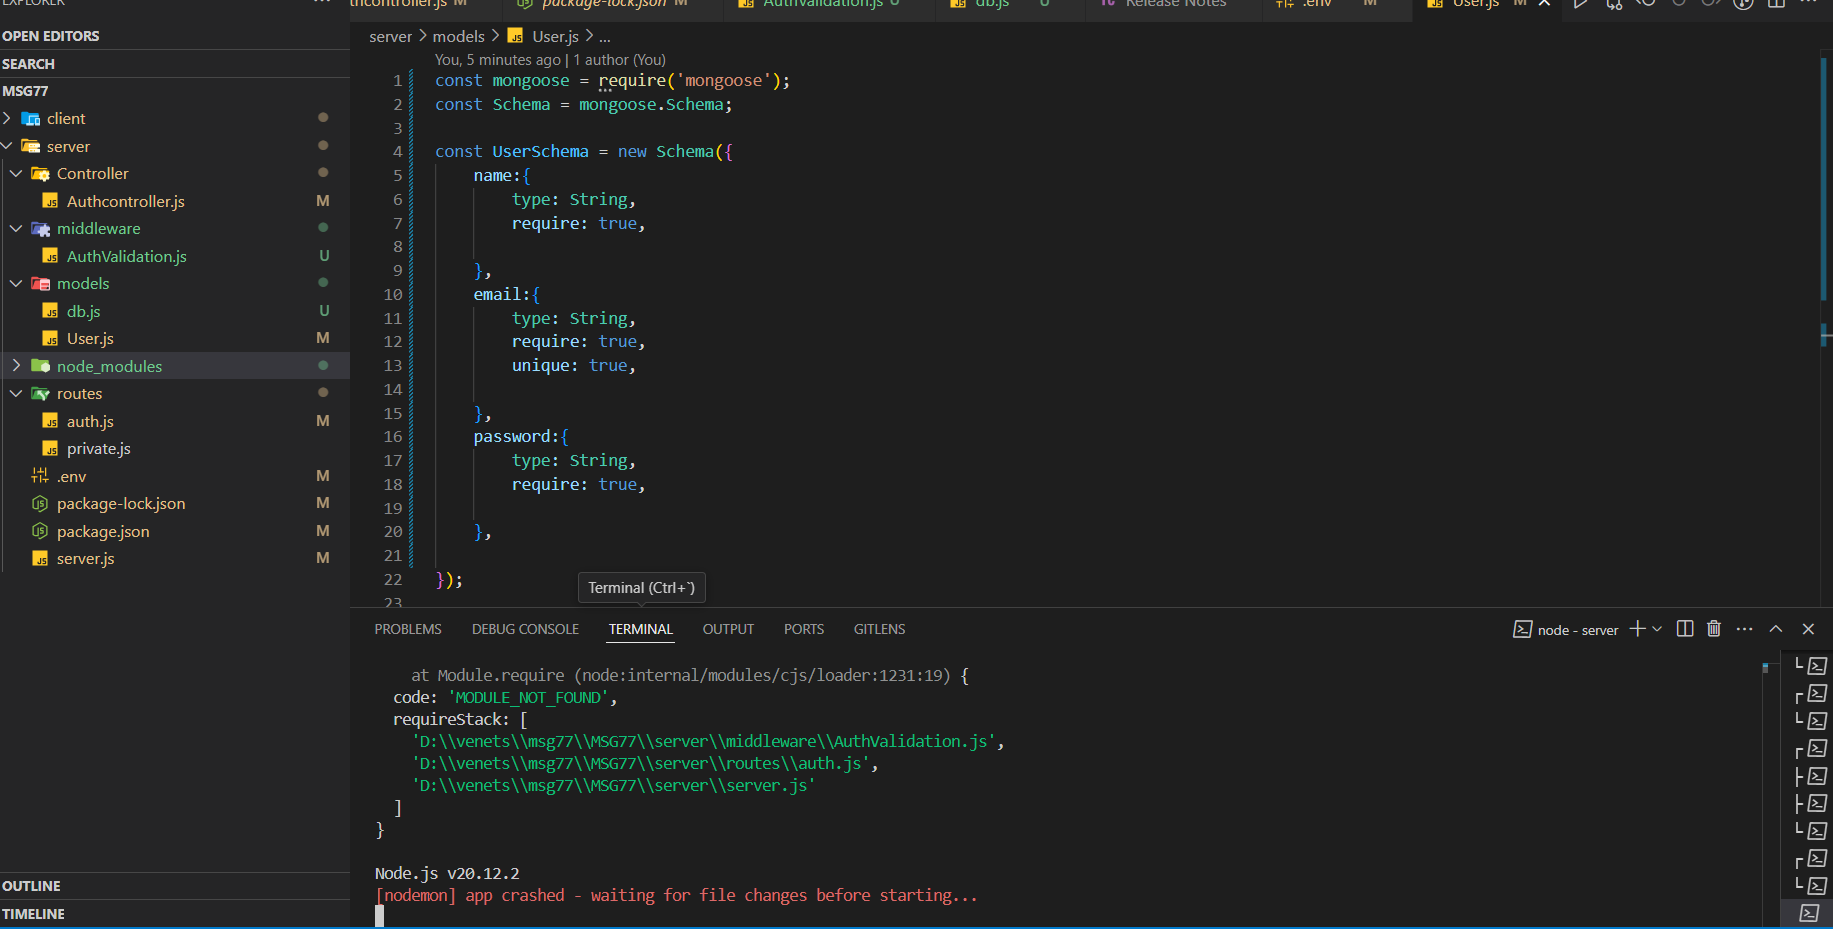 EXPLORER
OPEN EDITORS
SEARCH
MSG77
client
server
Controller
Authcontroller.js M
middleware
AuthValidation.js U
models
db.js U
User.js M
node_modules
routes
auth.js M
private.js
.env M
package-lock.json M
package.json M
server.js M
OUTLINE
TIMELINE
thcontroller.js M package-lock.json M AuthValidation.js U db.js U Release Notes .env M User.js M
server > models > User.js > ...
You, 5 minutes ago | 1 author (You)
1 const mongoose = require('mongoose');
2 const Schema = mongoose.Schema;
3
4 const UserSchema = new Schema({
5 name:{
6 type: String,
7 require: true,
8
9 },
10 email:{
11 type: String,
12 require: true,
13 unique: true,
14
15 },
16 password:{
17 type: String,
18 require: true,
19
20 },
21
22 });
23
Terminal (Ctrl+`)
PROBLEMS DEBUG CONSOLE TERMINAL OUTPUT PORTS GITLENS
node - server
at Module.require (node:internal/modules/cjs/loader:1231:19) {
code: 'MODULE_NOT_FOUND',
requireStack: [
'D:\\venets\\msg77\\MSG77\\server\\middleware\\AuthValidation.js',
'D:\\venets\\msg77\\MSG77\\server\\routes\\auth.js',
'D:\\venets\\msg77\\MSG77\\server\\server.js'
]
}
Node.js v20.12.2
[nodemon] app crashed - waiting for file changes before starting...